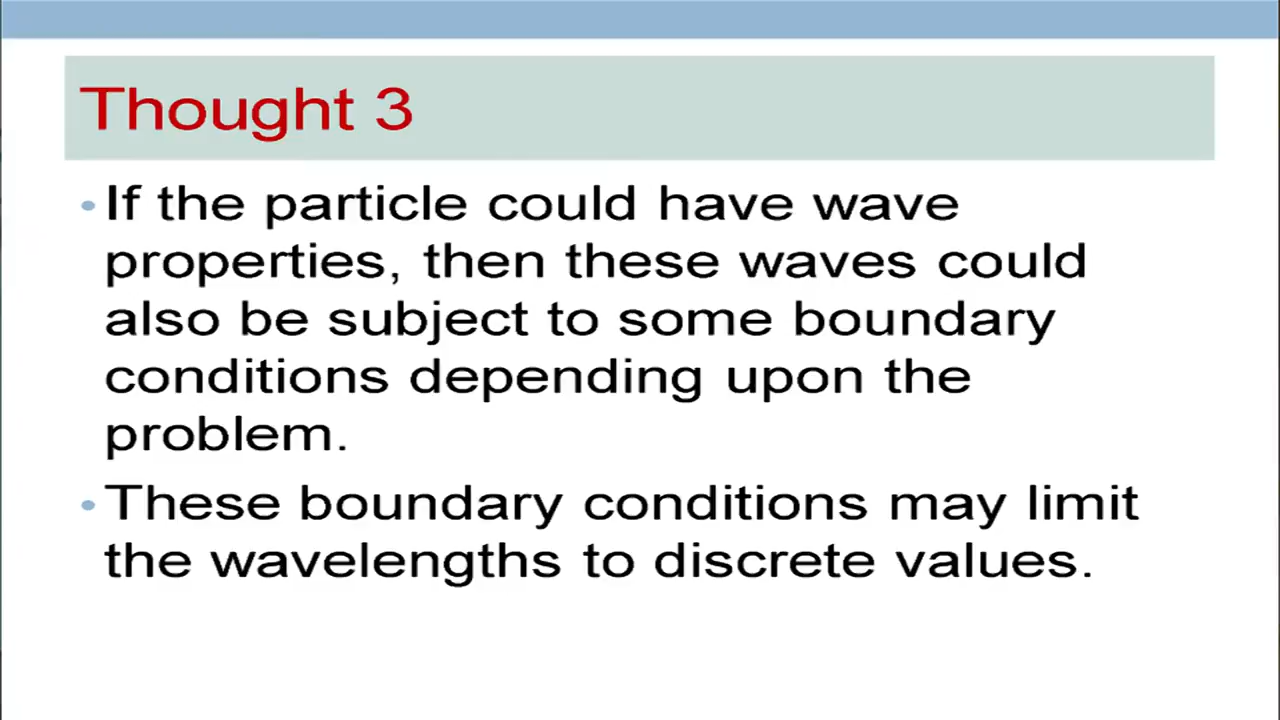 Thought 3
• If the particle could have wave
properties, then these waves could
also be subject to some boundary
conditions depending upon the
problem.
• These boundary conditions may limit
the wavelengths to discrete values.